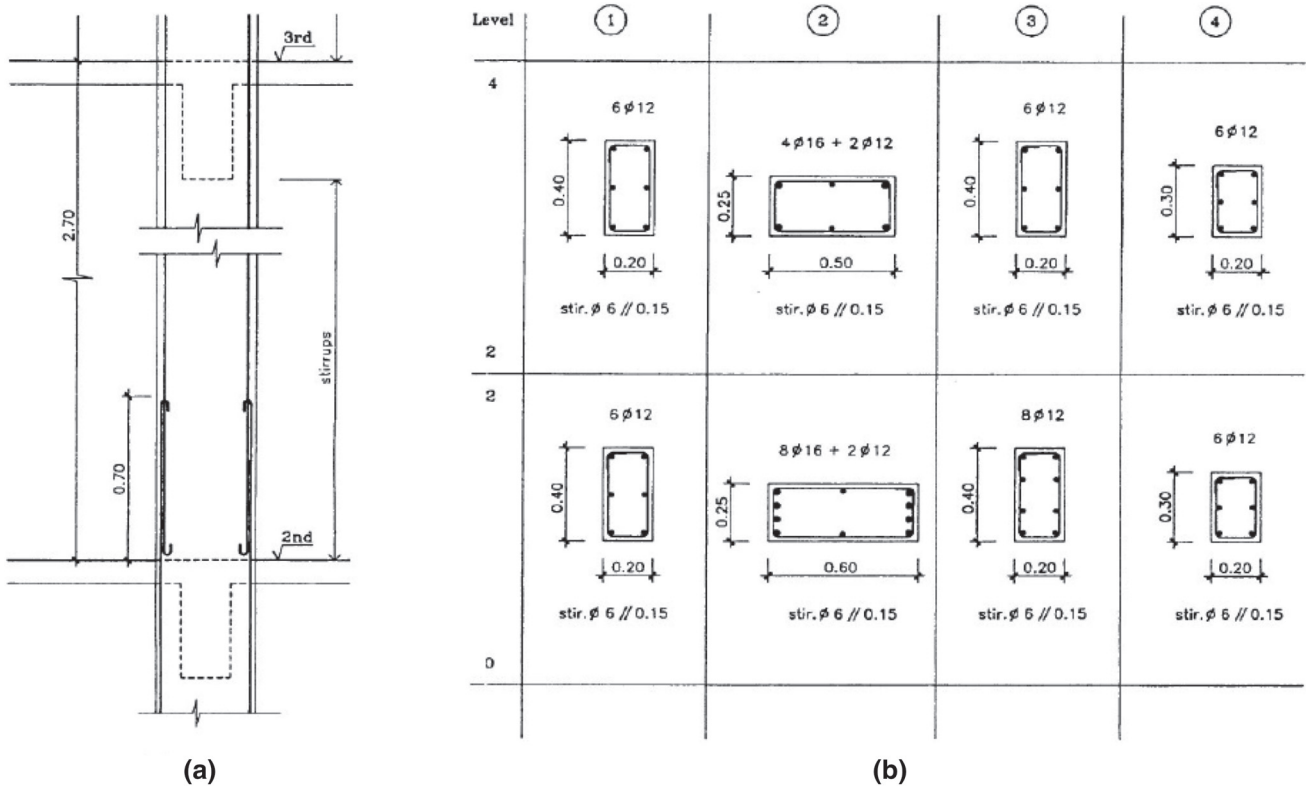 3rd
2.70
stirrups
0.70
2nd
(a)
Level 1 2 3 4
4
6ø12
0.40
0.20
stir.ø 6 // 0.15
4ø16 + 2ø12
0.25
0.50
stir.ø 6 // 0.15
6ø12
0.40
0.20
stir.ø 6 // 0.15
6ø12
0.30
0.20
stir.ø 6 // 0.15
2
2
6ø12
0.40
0.20
stir.ø 6 // 0.15
8ø16 + 2ø12
0.25
0.60
stir.ø 6 // 0.15
8ø12
0.40
0.20
stir.ø 6 // 0.15
6ø12
0.30
0.20
stir.ø 6 // 0.15
0
(b)